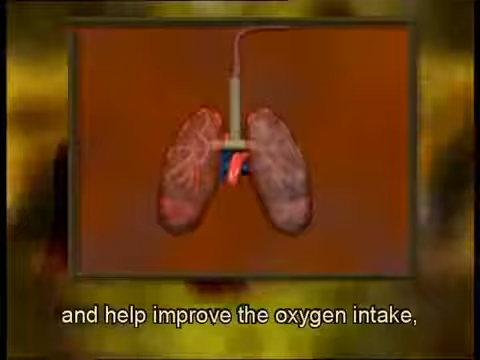 and help improve the oxygen intake,